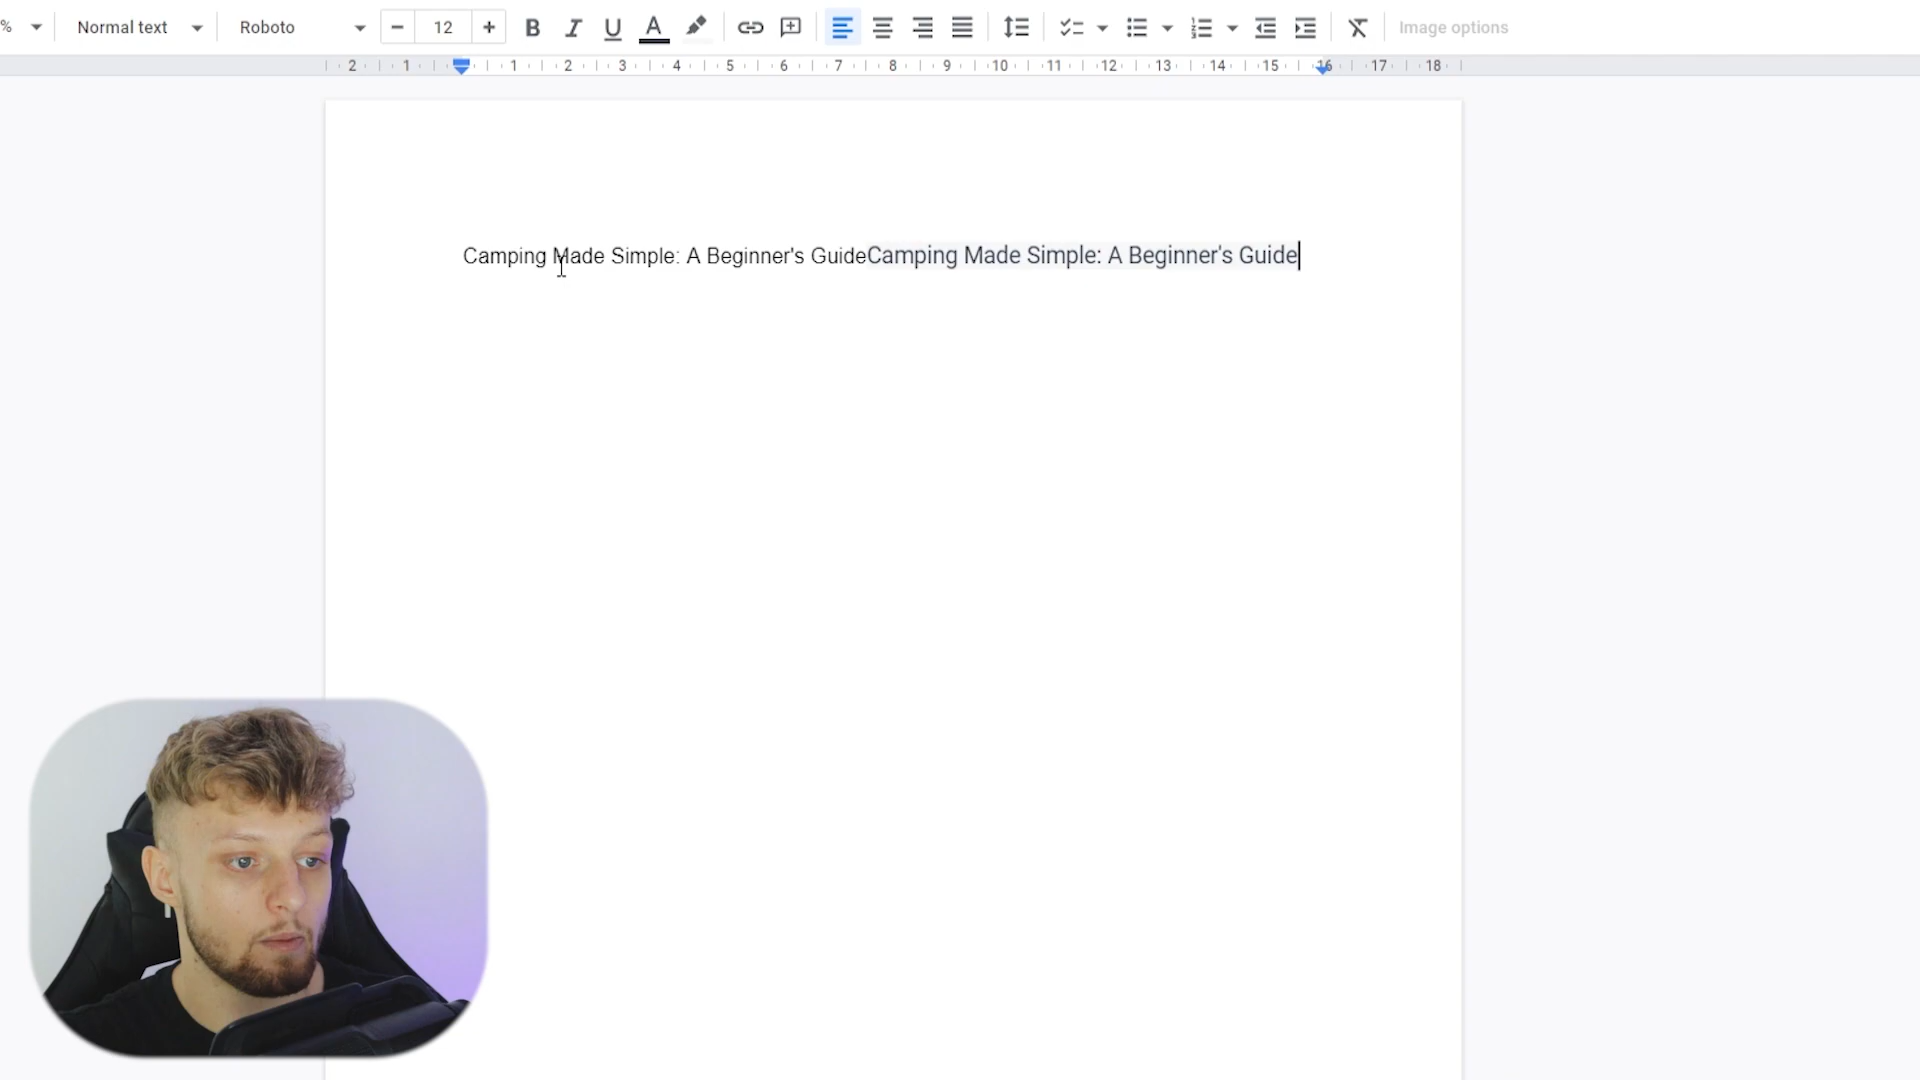 %
Normal text
Roboto
12
B I U A
Image options
2 1 1 2 3 4 5 6 7 8 9 10 11 12 13 14 15 16 17 18
Camping Made Simple: A Beginner's GuideCamping Made Simple: A Beginner's Guide